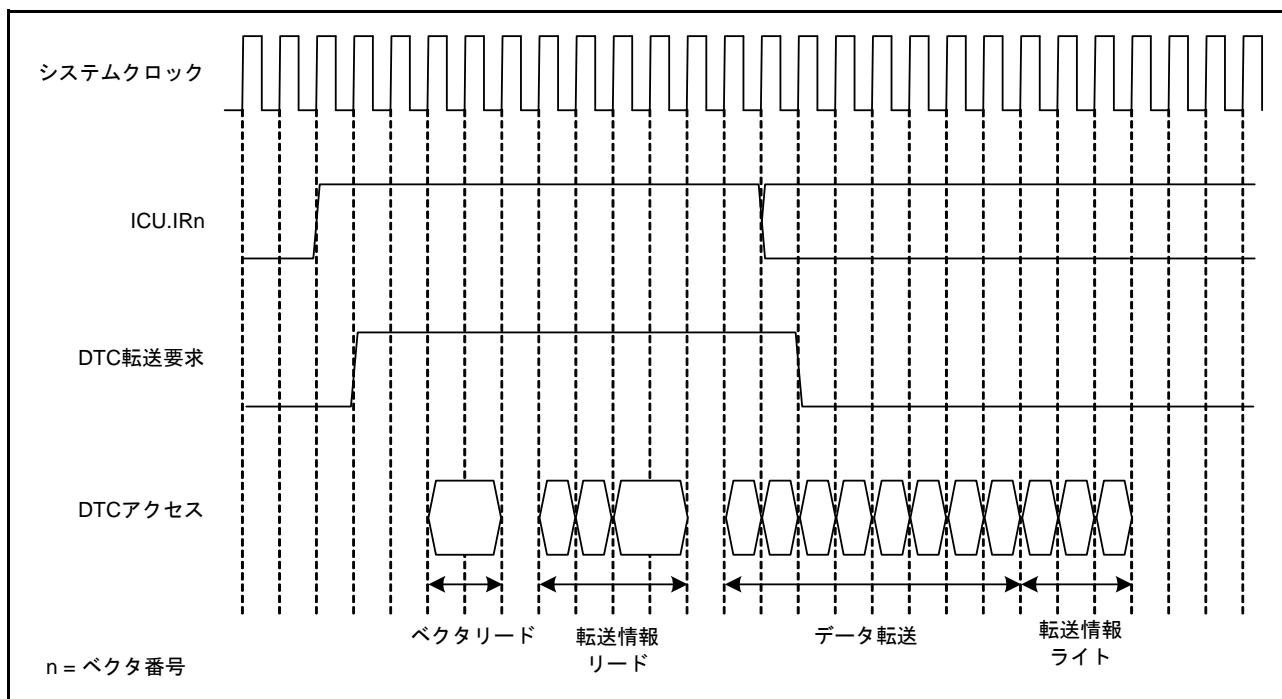 システムクロック
ICU.IRn
DTC転送要求
DTCアクセス
ベクタリード
転送情報
リード
データ転送
転送情報
ライト
n = ベクタ番号